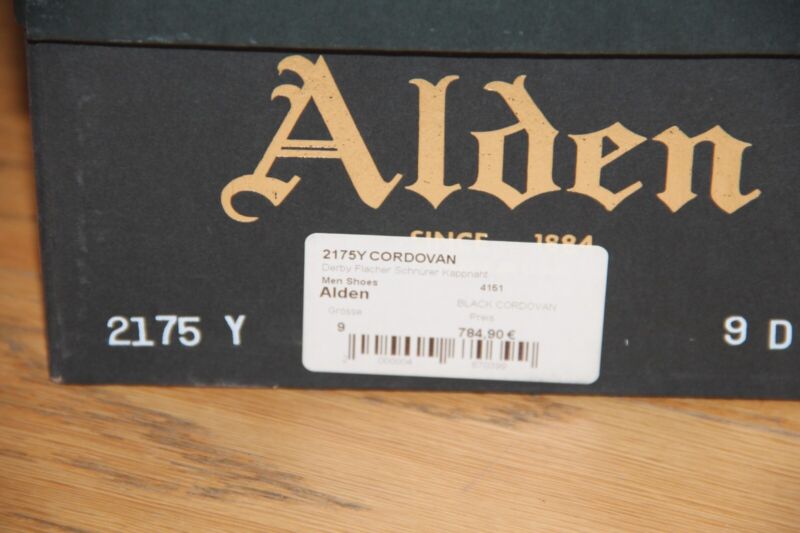 Alden
SINCE 1884
2175Y CORDOVAN
Derby Flacher Schnürer Kappnaht
Men Shoes 4151
Alden
BLACK CORDOVAN
Grösse Preis
9 784,90 €
2175 Y
9 D